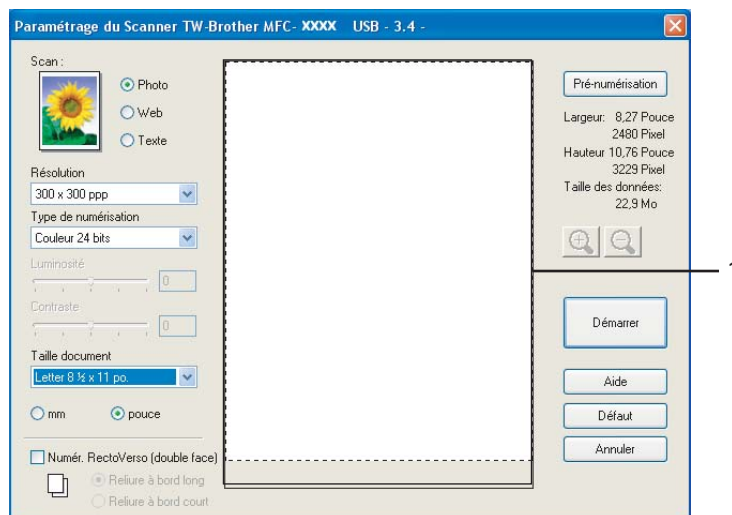 Paramétrage du Scanner TW-Brother MFC- XXXX USB - 3.4 -
Scan :
Photo
Web
Texte
Résolution
300 x 300 ppp
Type de numérisation
Couleur 24 bits
Luminosité
0
Contraste
0
Taille document
Letter 8 ½ x 11 po.
mm
pouce
Numér. RectoVerso (double face)
Reliure à bord long
Reliure à bord court
Pré-numérisation
Largeur: 8,27 Pouce
2480 Pixel
Hauteur 10,76 Pouce
3229 Pixel
Taille des données:
22,9 Mo
1
Démarrer
Aide
Défaut
Annuler